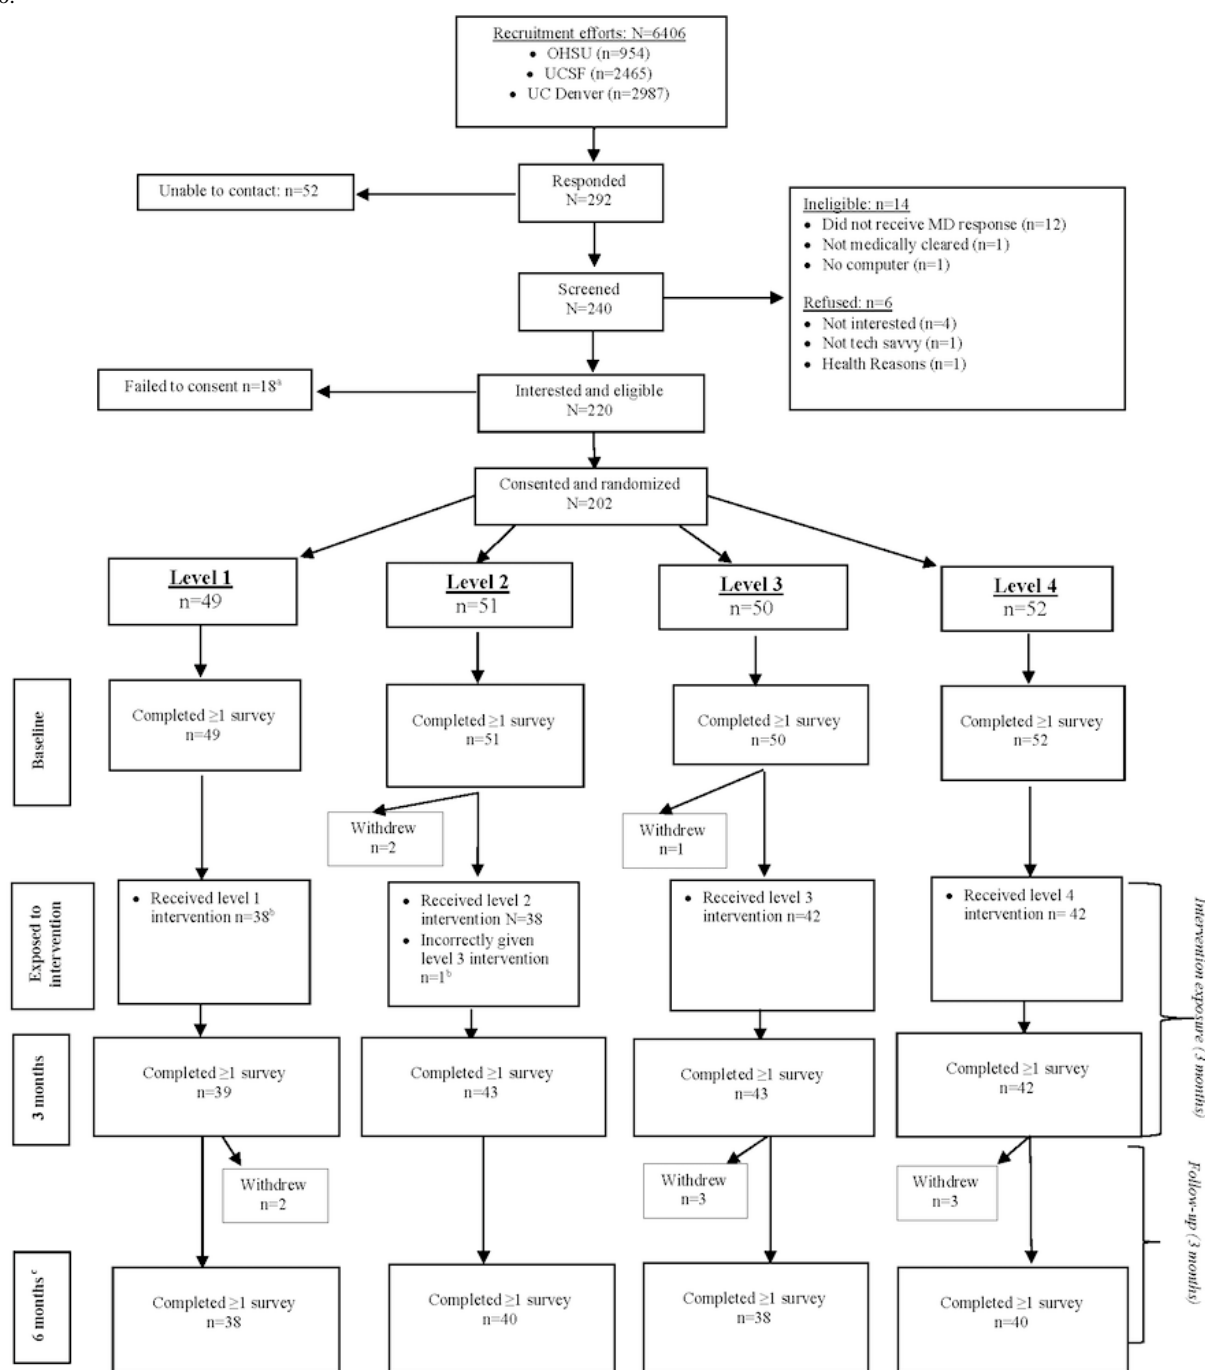 Recruitment efforts: N=6406
• OHSU (n=954)
• UCSF (n=2465)
• UC Denver (n=2987)
Responded
N=292
Unable to contact: n=52
Ineligible: n=14
• Did not receive MD response (n=12)
• Not medically cleared (n=1)
• No computer (n=1)
Refused: n=6
• Not interested (n=4)
• Not tech savvy (n=1)
• Health Reasons (n=1)
Screened
N=240
Failed to consent n=18ᵃ
Interested and eligible
N=220
Consented and randomized
N=202
Level 1
n=49
Level 2
n=51
Level 3
n=50
Level 4
n=52
Baseline
Completed ≥1 survey
n=49
Completed ≥1 survey
n=51
Completed ≥1 survey
n=50
Completed ≥1 survey
n=52
Withdrew
n=2
Withdrew
n=1
Exposed to
intervention
• Received level 1
intervention n=38ᵇ
• Received level 2
intervention N=38
• Incorrectly given
level 3 intervention
n=1ᵇ
• Received level 3
intervention n=42
• Received level 4
intervention n= 42
Intervention exposure (3 months)
3 months
Completed ≥1 survey
n=39
Completed ≥1 survey
n=43
Completed ≥1 survey
n=43
Completed ≥1 survey
n=42
Withdrew
n=2
Withdrew
n=3
Withdrew
n=3
Follow-up (3 months)
6 months ᶜ
Completed ≥1 survey
n=38
Completed ≥1 survey
n=40
Completed ≥1 survey
n=38
Completed ≥1 survey
n=40